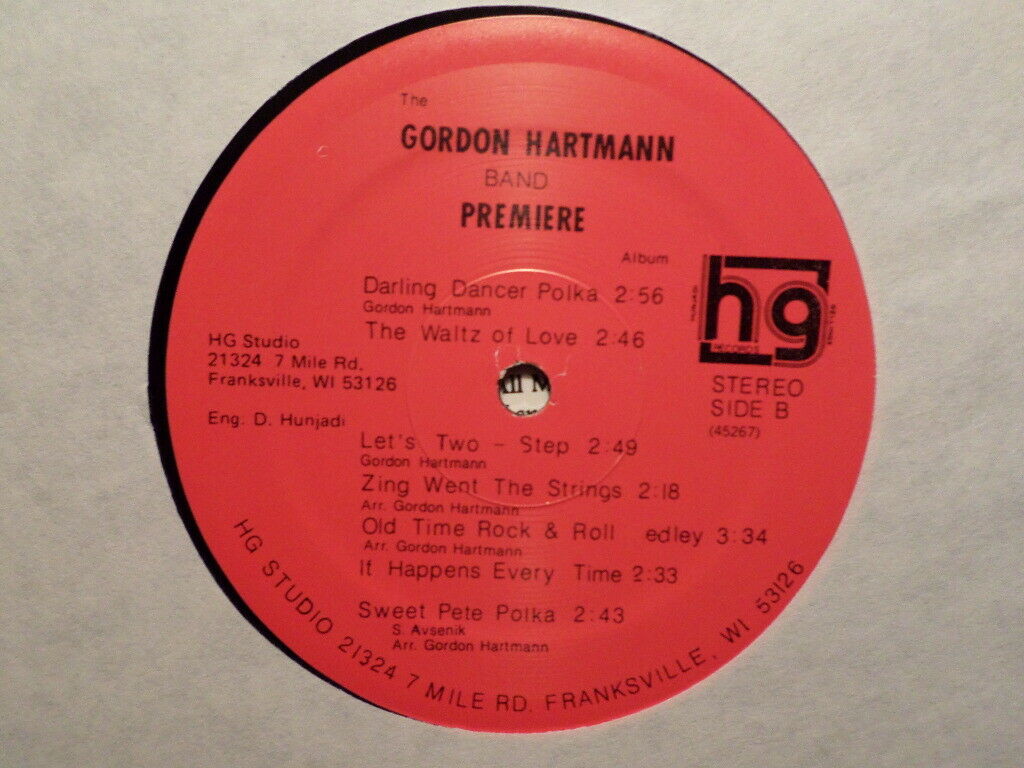 The
GORDON HARTMANN
BAND
PREMIERE
Album
Darling Dancer Polka 2:56
Gordon Hartmann
The Waltz of Love 2:46
HG Studio
21324 7 Mile Rd.
Franksville, WI 53126
Eng. D. Hunjadi
hg
RECORDS
STEREO
SIDE B
(45267)
Let's Two - Step 2:49
Gordon Hartmann
Zing Went The Strings 2:18
Arr. Gordon Hartmann
Old Time Rock & Roll edley 3:34
Arr. Gordon Hartmann
It Happens Every Time 2:33
Sweet Pete Polka 2:43
S. Avsenik
Arr. Gordon Hartmann
HG STUDIO 21324 7 MILE RD. FRANKSVILLE, WI 53126
All M